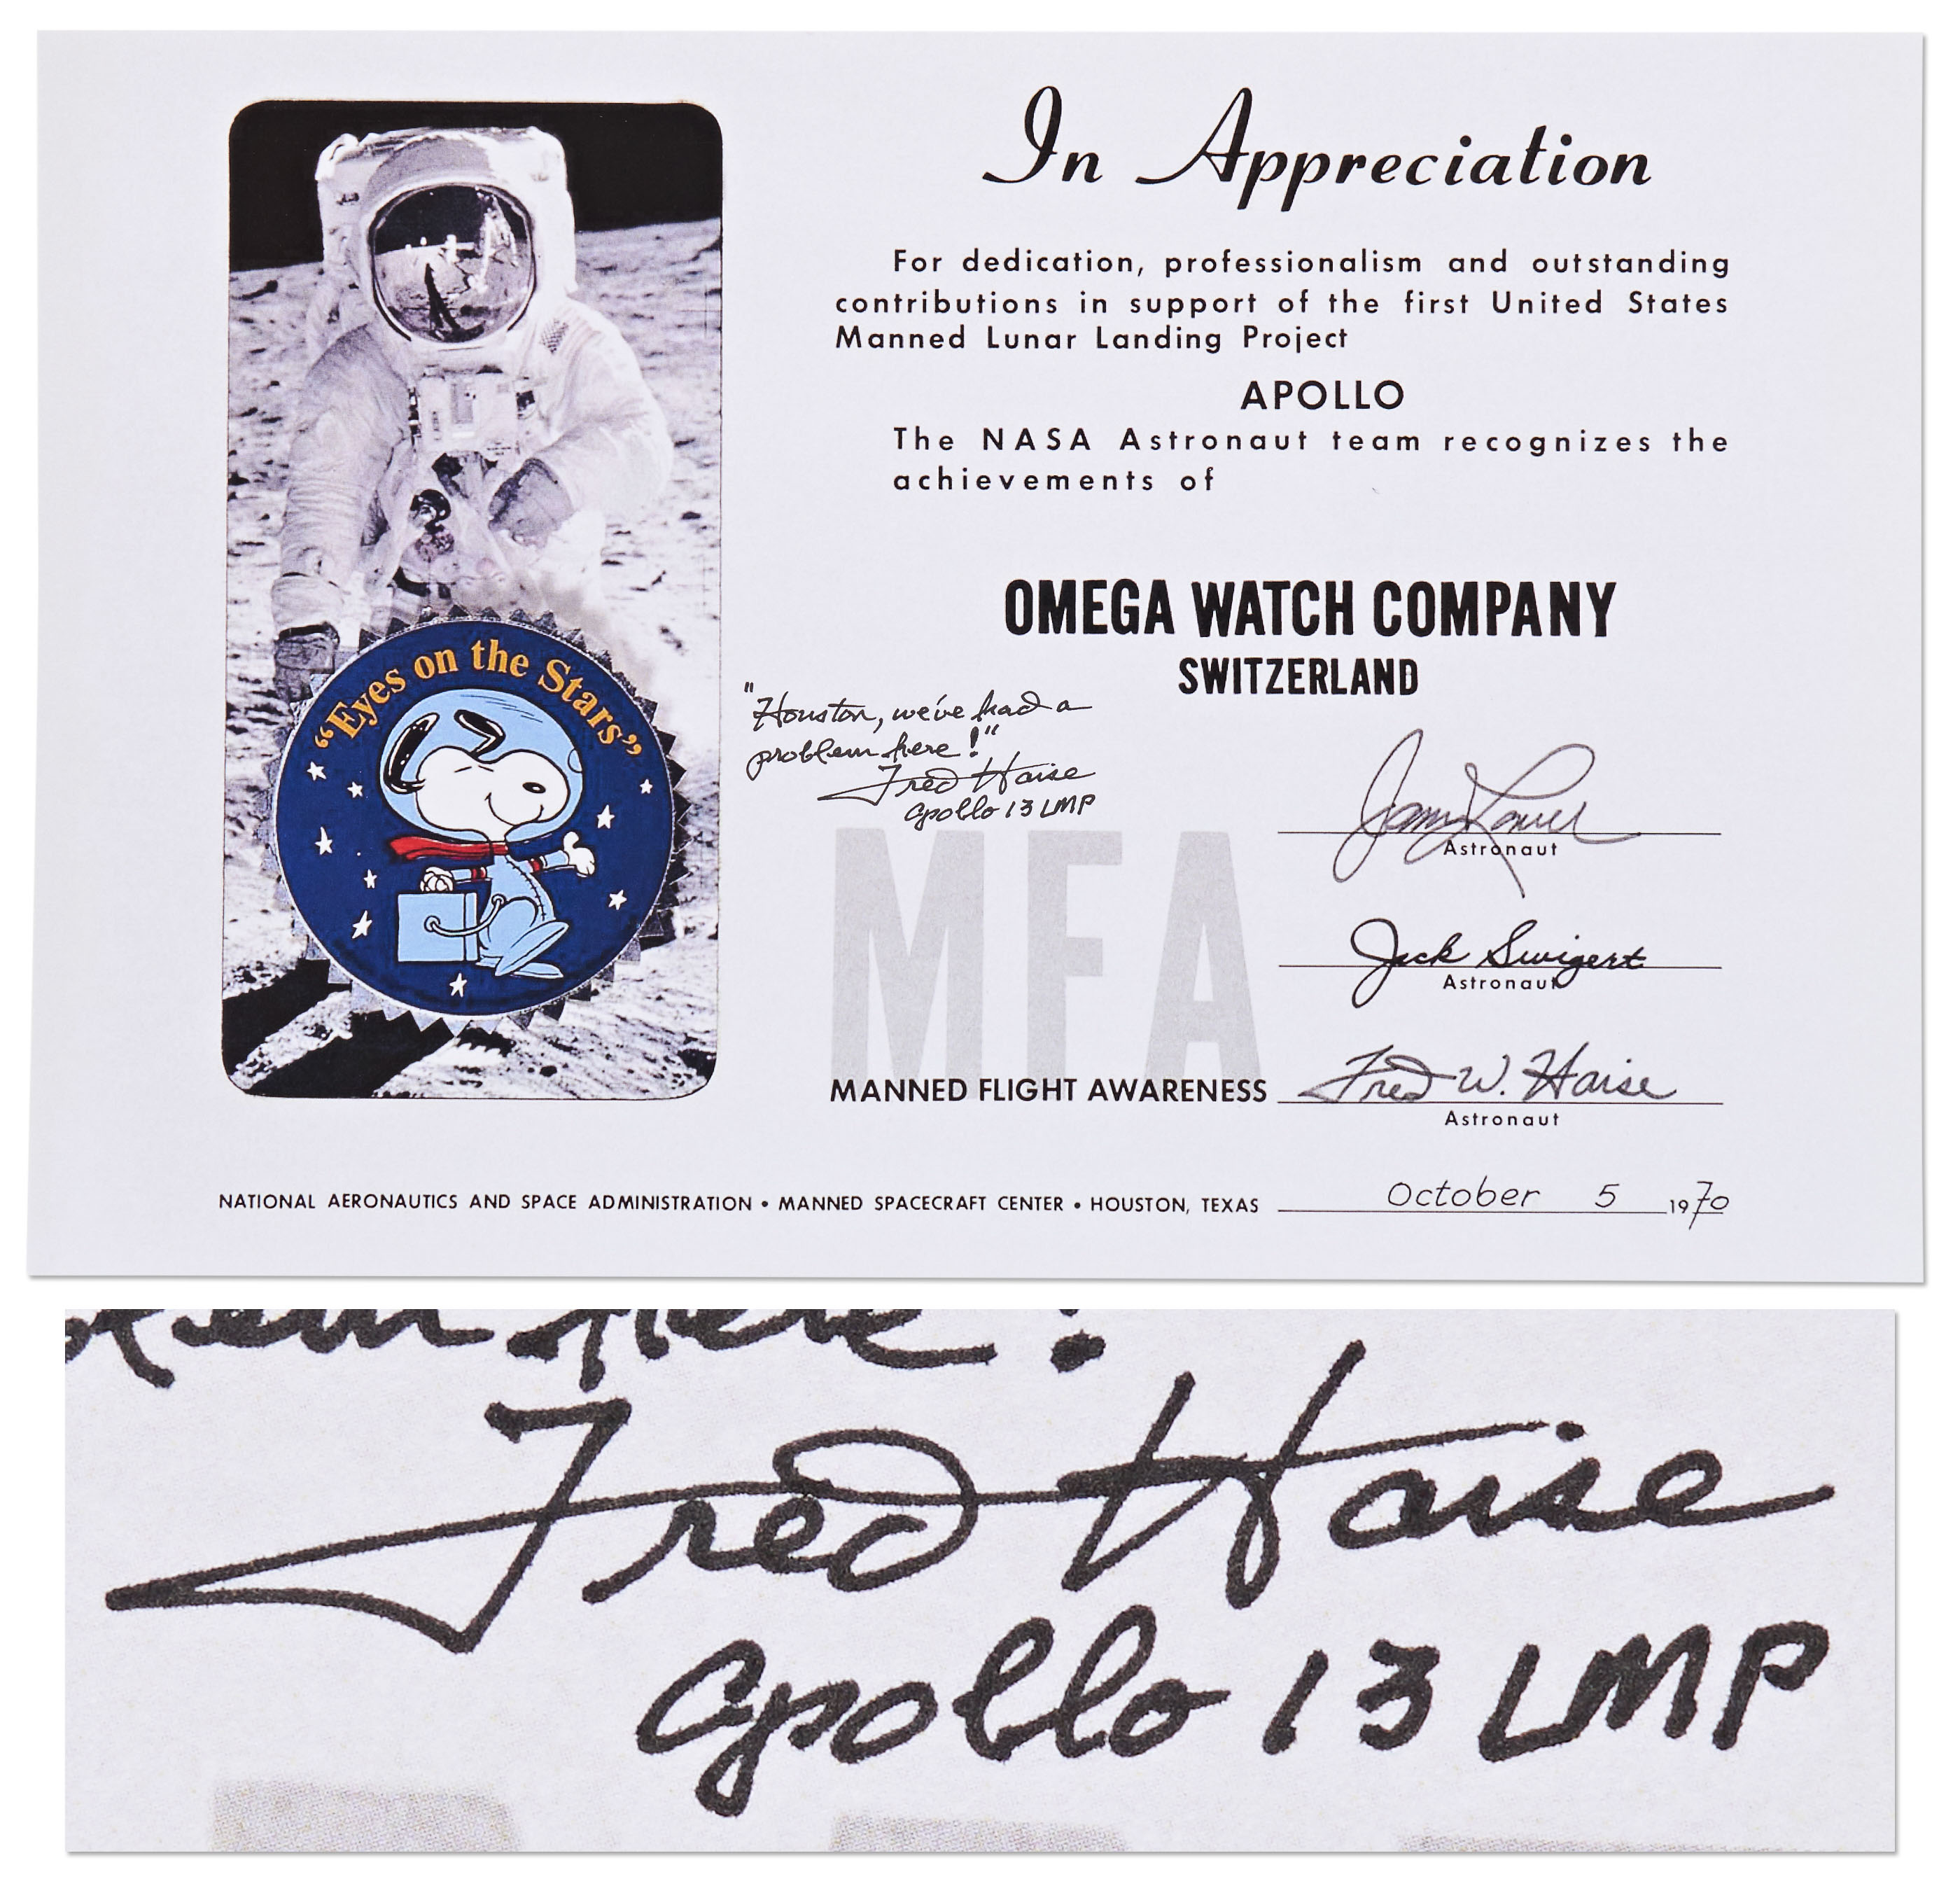 In Appreciation
For dedication, professionalism and outstanding
contributions in support of the first United States
Manned Lunar Landing Project
APOLLO
The NASA Astronaut team recognizes the
achievements of
OMEGA WATCH COMPANY
SWITZERLAND
"Eyes on the Stars"
"Houston, we've had a
problem here!"
Fred Haise
Apollo 13 LMP
James Lovell
Astronaut
Jack Swigert
Astronaut
MFA
MANNED FLIGHT AWARENESS
Fred W. Haise
Astronaut
NATIONAL AERONAUTICS AND SPACE ADMINISTRATION • MANNED SPACECRAFT CENTER • HOUSTON, TEXAS October 5 1970
blem here!
Fred Haise
Apollo 13 LMP